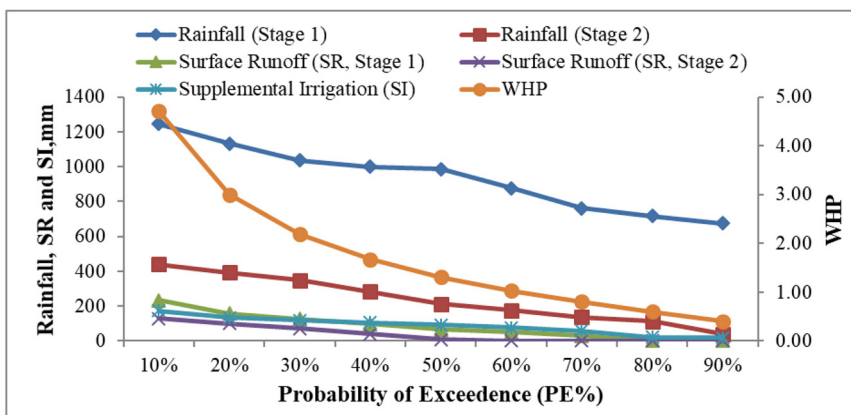 Rainfall (Stage 1) Rainfall (Stage 2)
Surface Runoff (SR, Stage 1) Surface Runoff (SR, Stage 2)
Supplemental Irrigation (SI) WHP
Rainfall, SR and SI,mm
1400
1200
1000
800
600
400
200
0
5.00
4.00
3.00
2.00
1.00
0.00
WHP
10% 20% 30% 40% 50% 60% 70% 80% 90%
Probability of Exceedence (PE%)